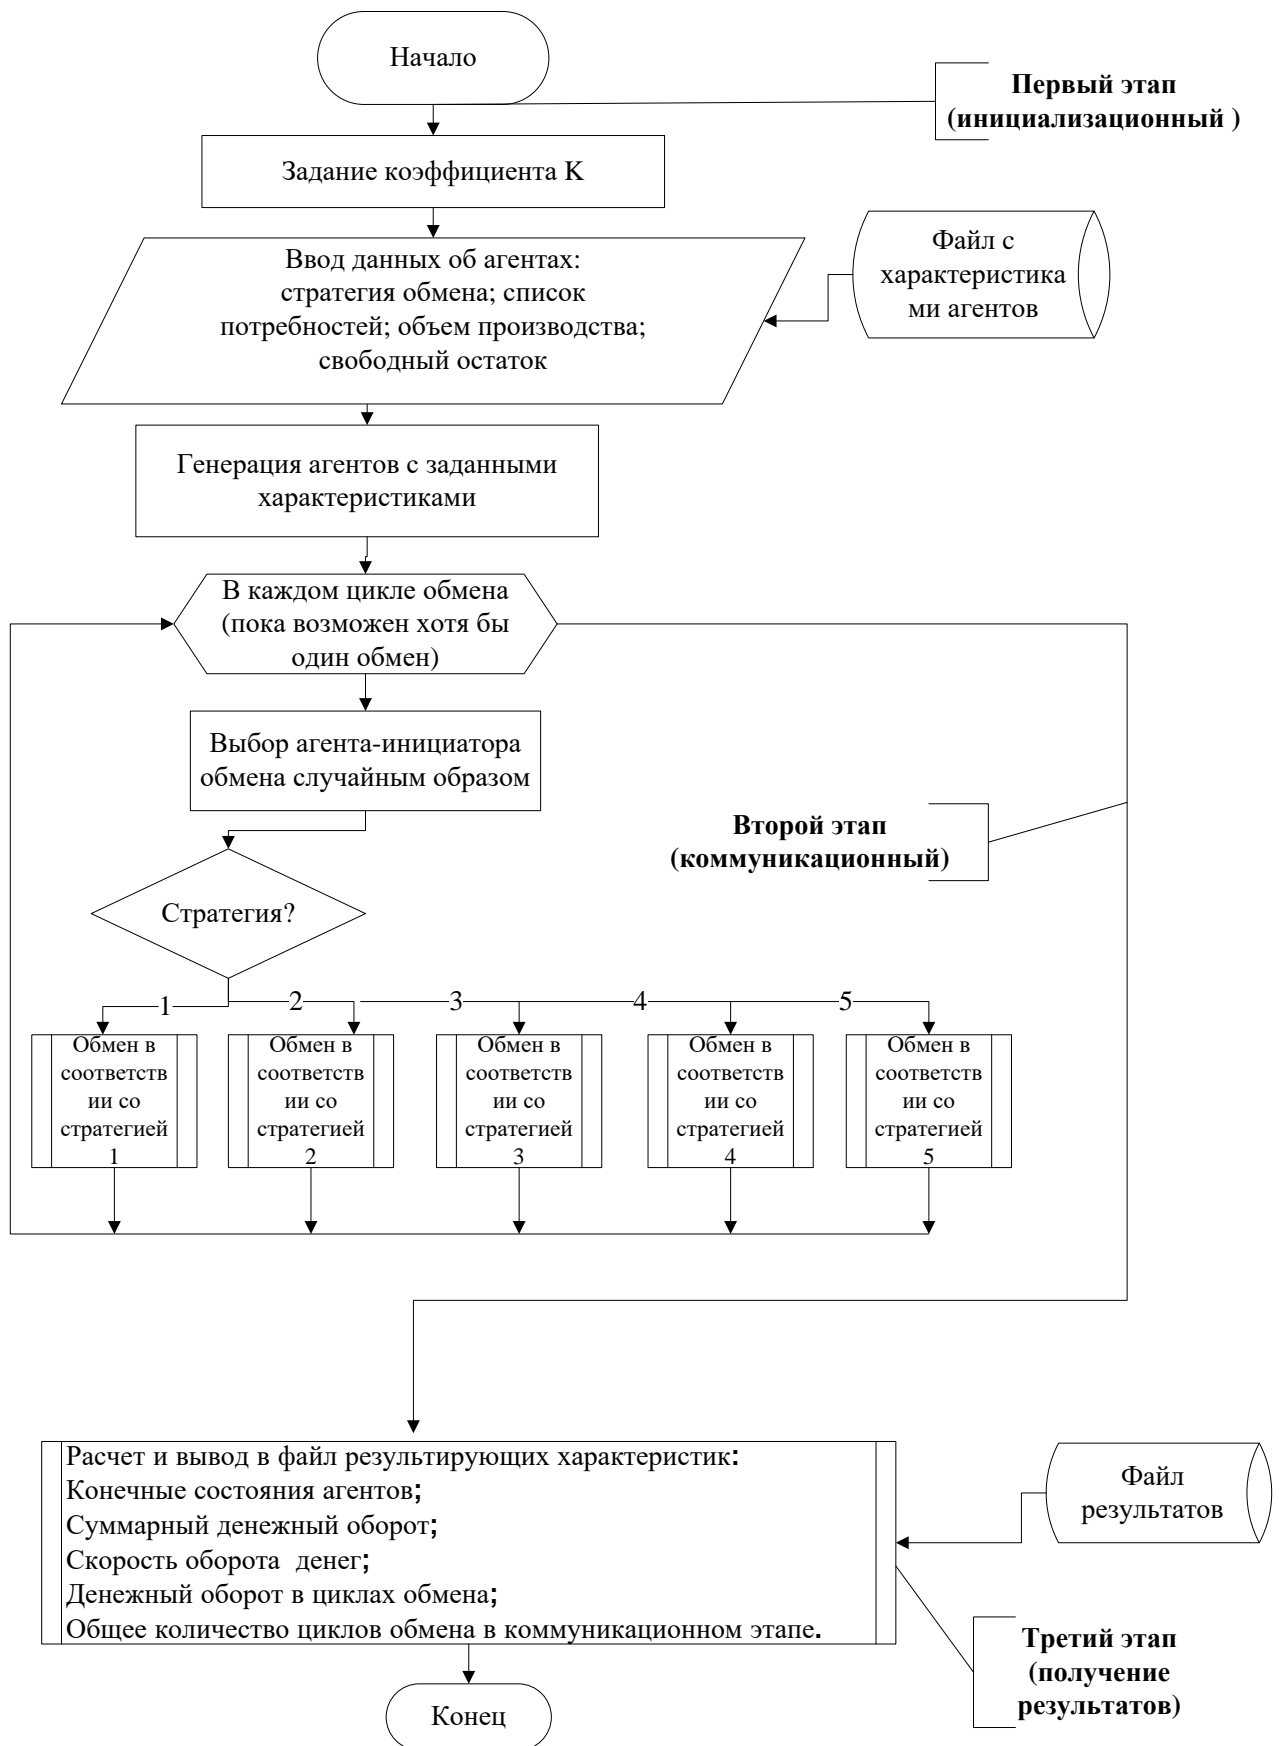 Начало
Первый этап
(инициализационный )
Задание коэффициента K
Ввод данных об агентах:
стратегия обмена; список
потребностей; объем производства;
свободный остаток
Файл с
характеристика
ми агентов
Генерация агентов с заданными
характеристиками
В каждом цикле обмена
(пока возможен хотя бы
один обмен)
Выбор агента-инициатора
обмена случайным образом
Второй этап
(коммуникационный)
Стратегия?
1
2
3
4
5
Обмен в
соответств
ии со
стратегией
1
Обмен в
соответств
ии со
стратегией
2
Обмен в
соответств
ии со
стратегией
3
Обмен в
соответств
ии со
стратегией
4
Обмен в
соответств
ии со
стратегией
5
Расчет и вывод в файл результирующих характеристик:
Конечные состояния агентов;
Суммарный денежный оборот;
Скорость оборота  денег;
Денежный оборот в циклах обмена;
Общее количество циклов обмена в коммуникационном этапе.
Файл
результатов
Третий этап
(получение
результатов)
Конец